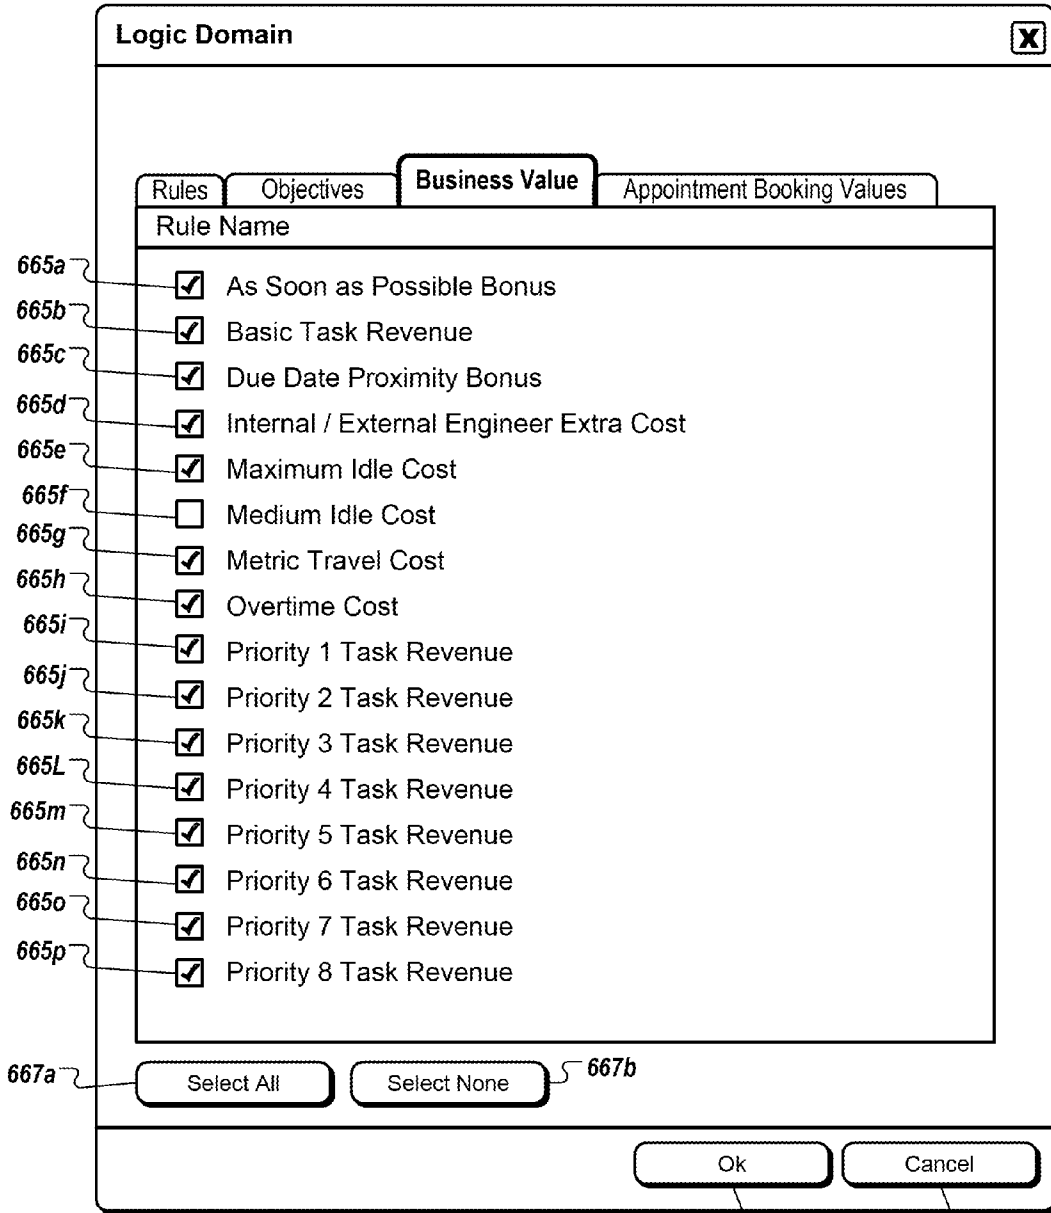 Logic Domain X
Rules Objectives Business Value Appointment Booking Values
Rule Name
665a As Soon as Possible Bonus
665b Basic Task Revenue
665c Due Date Proximity Bonus
665d Internal / External Engineer Extra Cost
665e Maximum Idle Cost
665f Medium Idle Cost
665g Metric Travel Cost
665h Overtime Cost
665i Priority 1 Task Revenue
665j Priority 2 Task Revenue
665k Priority 3 Task Revenue
665L Priority 4 Task Revenue
665m Priority 5 Task Revenue
665n Priority 6 Task Revenue
665o Priority 7 Task Revenue
665p Priority 8 Task Revenue
667a Select All Select None 667b
Ok Cancel